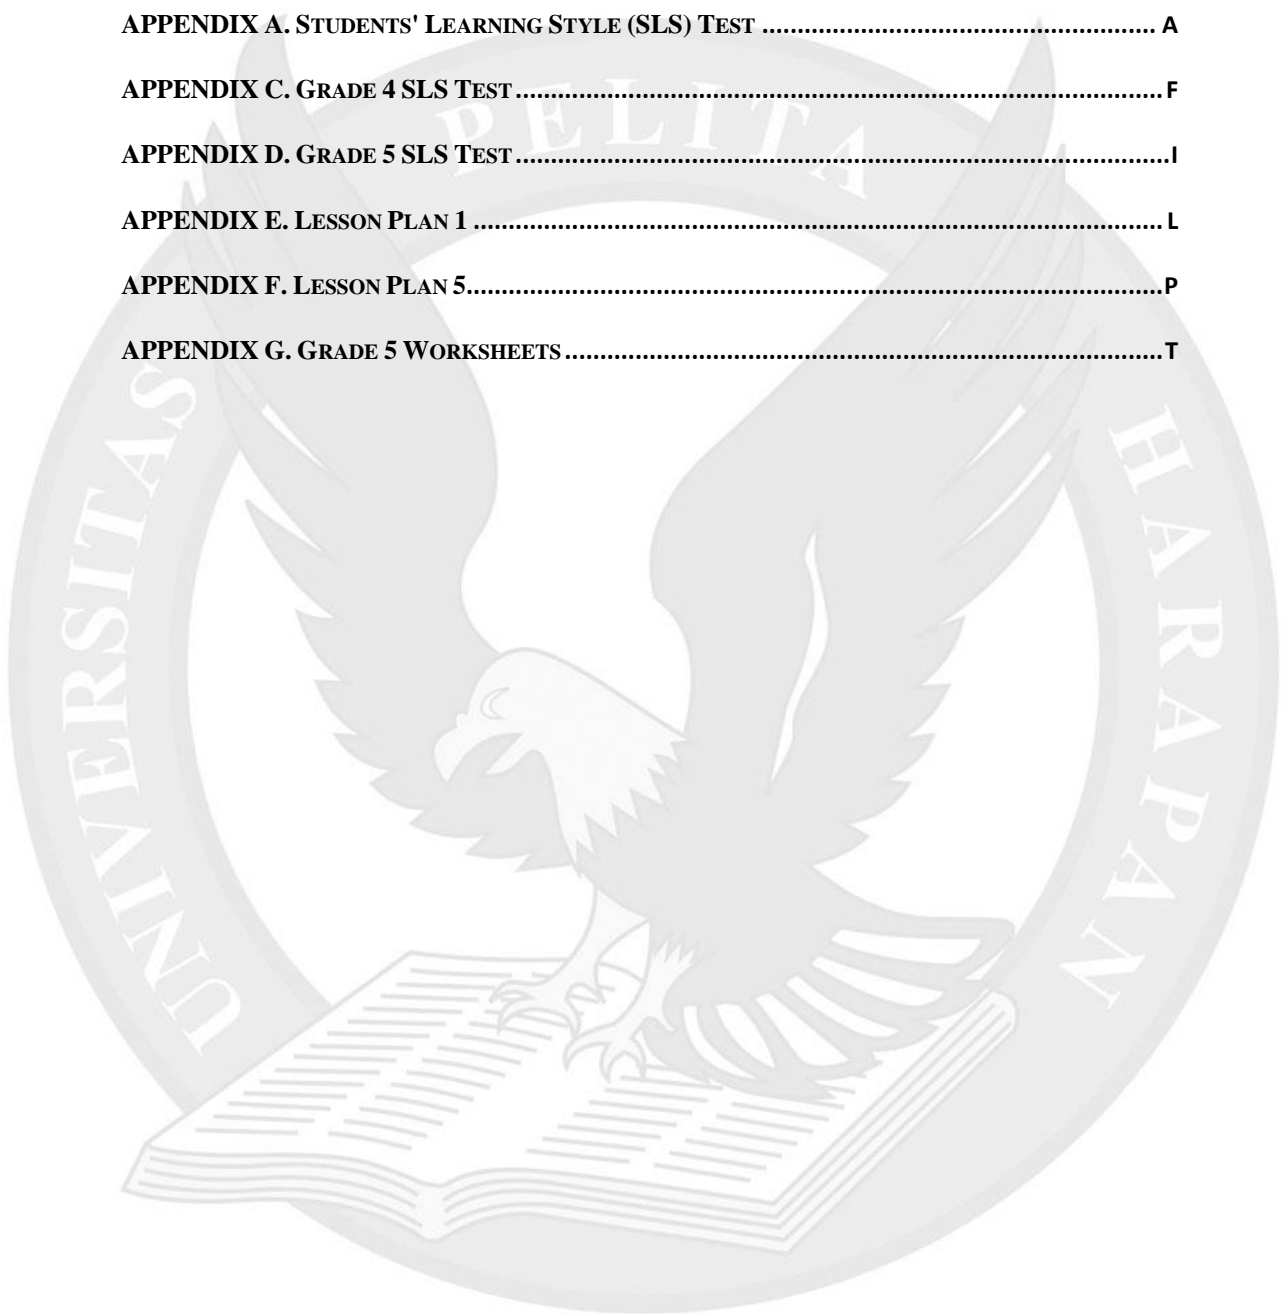 APPENDIX A. STUDENTS' LEARNING STYLE (SLS) TEST ........................................................ A
APPENDIX C. GRADE 4 SLS TEST ............................................................................................ F
APPENDIX D. GRADE 5 SLS TEST ............................................................................................. I
APPENDIX E. LESSON PLAN 1 .................................................................................................. L
APPENDIX F. LESSON PLAN 5 ................................................................................................... P
APPENDIX G. GRADE 5 WORKSHEETS ..................................................................................... T
UNIVERSITAS PELITA HARAPAN